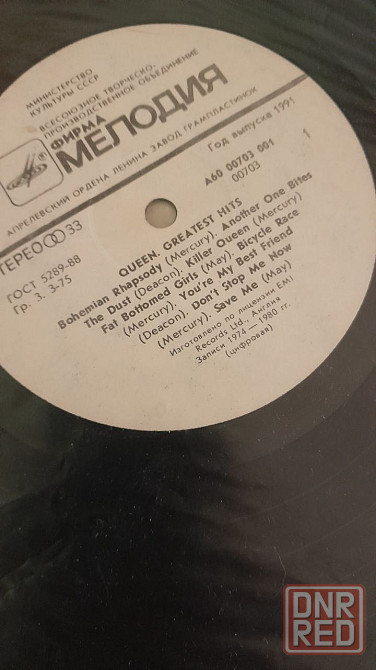 МИНИСТЕРСТВО
КУЛЬТУРЫ СССР
ВСЕСОЮЗНОЕ ТВОРЧЕСКО-
ПРОИЗВОДСТВЕННОЕ ОБЪЕДИНЕНИЕ
ФИРМА
МЕЛОДИЯ
АПРЕЛЕВСКИЙ ОРДЕНА ЛЕНИНА ЗАВОД ГРАМПЛАСТИНОК
Год выпуска 1991
ТЕРЕО 33
А60 00703 001
00703
1
ГОСТ 5289-88
Гр. 3. 3-75
QUEEN. GREATEST HITS
Bohemian Rhapsody (Mercury). Another One Bites
The Dust (Deacon). Killer Queen (Mercury)
Fat Bottomed Girls (May). Bicycle Race
(Mercury). You're My Best Friend
(Deacon). Don't Stop Me Now
(Mercury). Save Me (May)
Изготовлено по лицензии EMI
Records Ltd., Англия
Записи 1974—1980 гг.
(цифровая)
DNR
RED